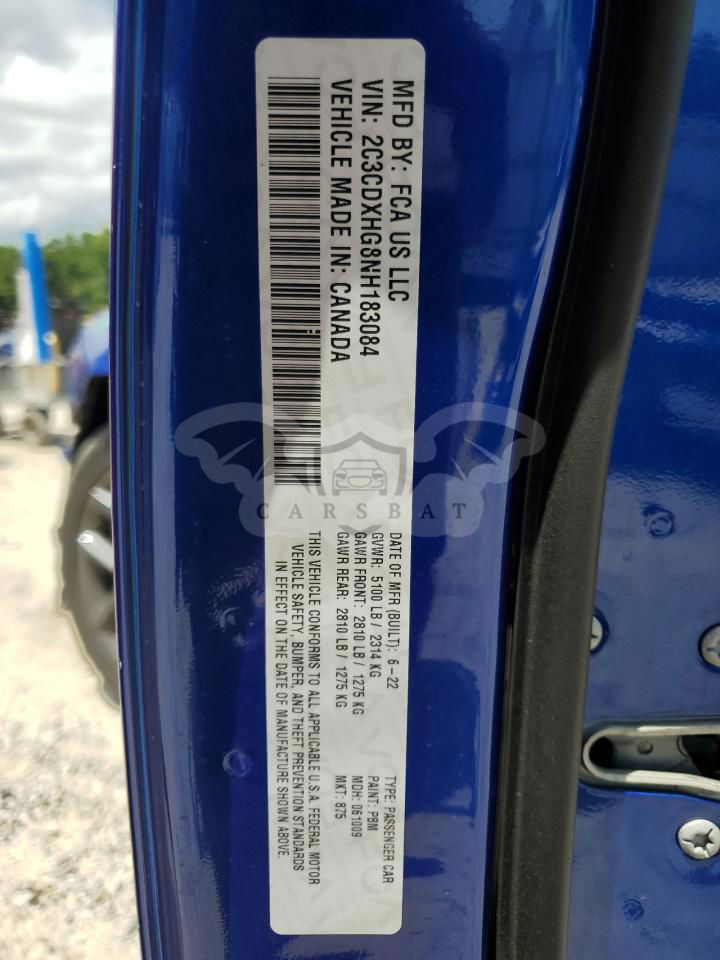 MFD BY: FCA US LLC
VIN: 2C3CDXHG8NH183084
VEHICLE MADE IN: CANADA
DATE OF MFR (BUILT): 6-22
GVWR: 5100 LB / 2314 KG
GAWR FRONT: 2810 LB / 1275 KG
GAWR REAR: 2810 LB / 1275 KG
TYPE: PASSENGER CAR
PAINT: PBM
MDH: 061009
MKT: 875
THIS VEHICLE CONFORMS TO ALL APPLICABLE U.S.A. FEDERAL MOTOR
VEHICLE SAFETY, BUMPER, AND THEFT PREVENTION STANDARDS
IN EFFECT ON THE DATE OF MANUFACTURE SHOWN ABOVE.
CARSBAT